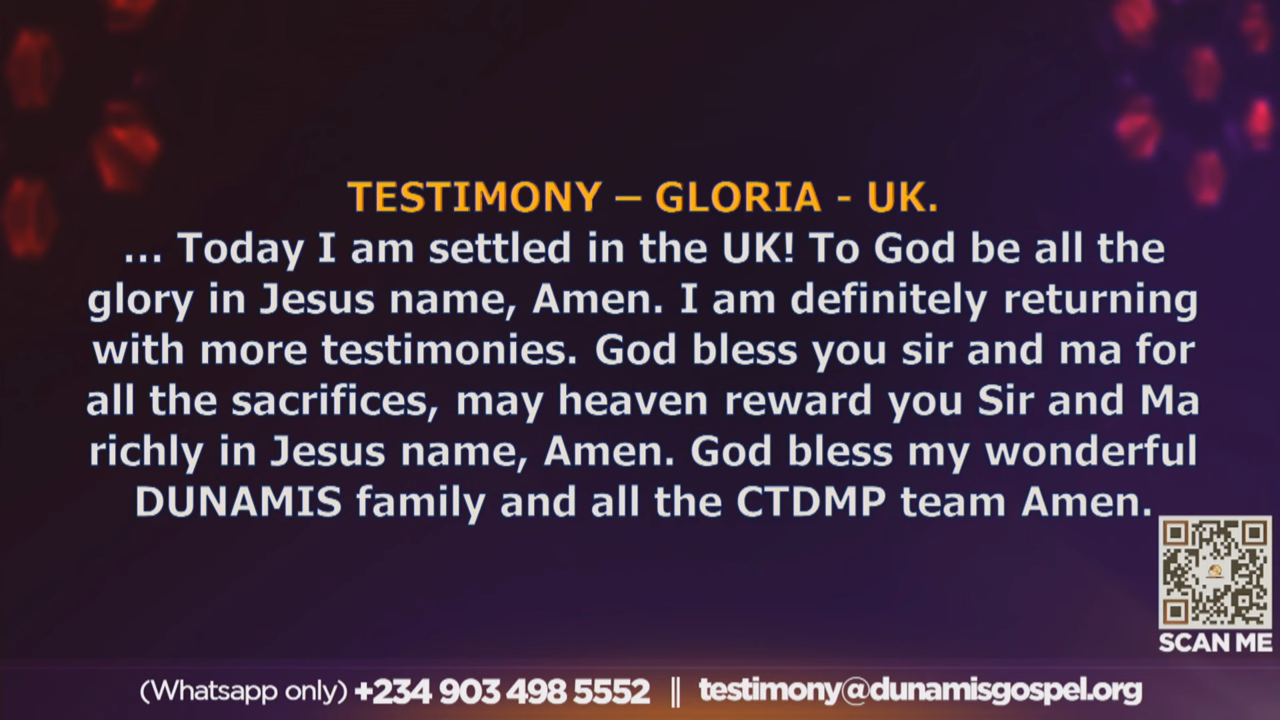 TESTIMONY – GLORIA - UK.
... Today I am settled in the UK! To God be all the
glory in Jesus name, Amen. I am definitely returning
with more testimonies. God bless you sir and ma for
all the sacrifices, may heaven reward you Sir and Ma
richly in Jesus name, Amen. God bless my wonderful
DUNAMIS family and all the CTDMP team Amen.
SCAN ME
(Whatsapp only) +234 903 498 5552 || testimony@dunamisgospel.org